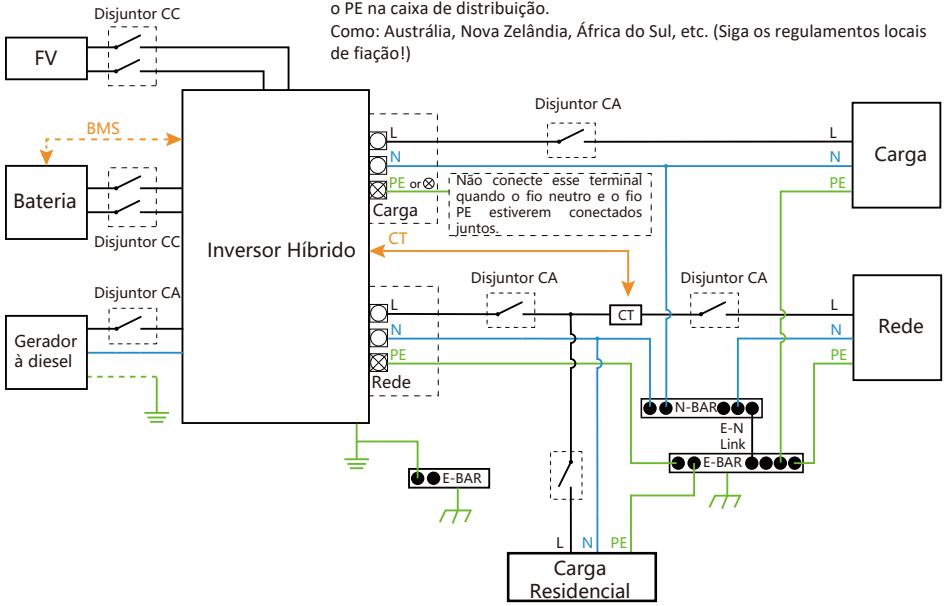 o PE na caixa de distribuição.
Como: Austrália, Nova Zelândia, África do Sul, etc. (Siga os regulamentos locais
de fiação!)
Disjuntor CC
FV
Disjuntor CA
BMS
L
L
N
N
Carga
PE or
PE
Não conecte esse terminal
quando o fio neutro e o fio
PE estiverem conectados
juntos.
Bateria
Carga
Disjuntor CC
CT
Inversor Híbrido
Disjuntor CA
Disjuntor CA
Disjuntor CA
L
CT
L
Gerador
à diesel
N
N
Rede
PE
PE
Rede
N-BAR
E-N
Link
E-BAR
E-BAR
L
N
PE
Carga
Residencial